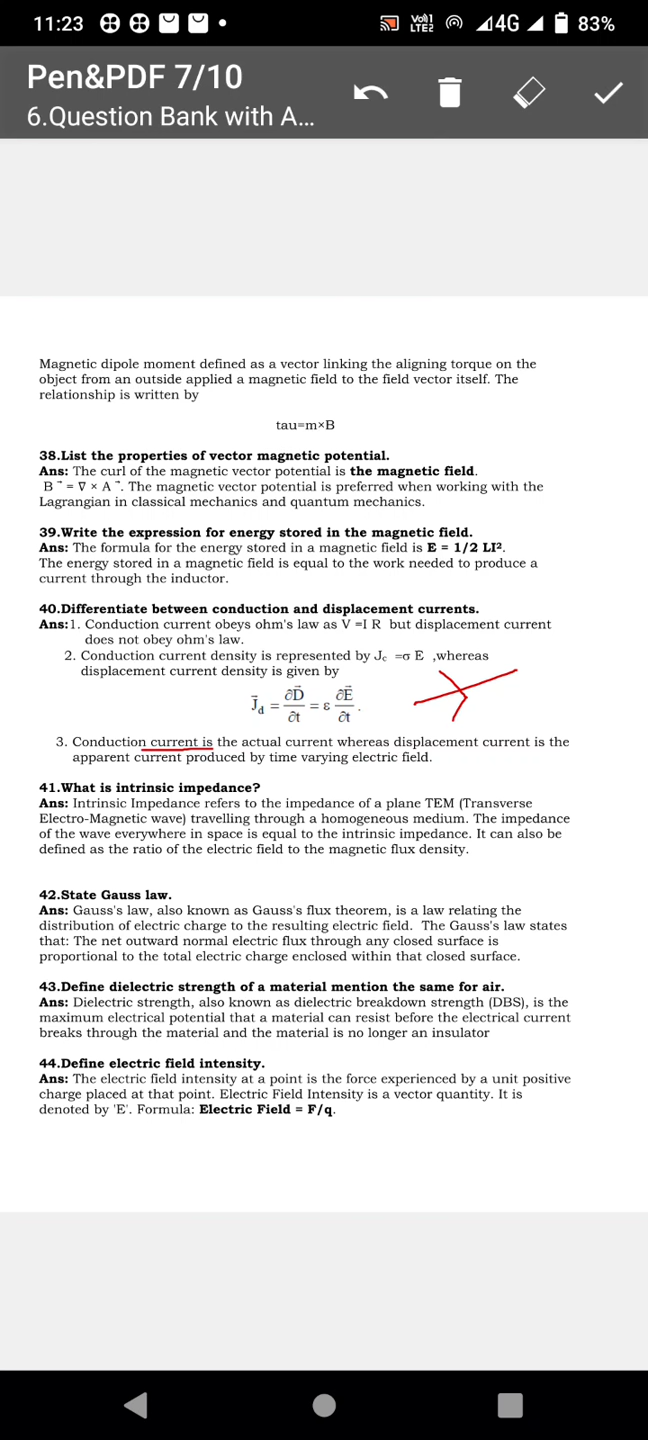 11:23
Vo)) 1 LTE2 4G 83%
Pen&PDF 7/10
6.Question Bank with A...
Magnetic dipole moment defined as a vector linking the aligning torque on the
object from an outside applied a magnetic field to the field vector itself. The
relationship is written by
tau=m×B
38.List the properties of vector magnetic potential.
Ans: The curl of the magnetic vector potential is the magnetic field.
B ⃗ = ∇ × A ⃗. The magnetic vector potential is preferred when working with the
Lagrangian in classical mechanics and quantum mechanics.
39.Write the expression for energy stored in the magnetic field.
Ans: The formula for the energy stored in a magnetic field is E = 1/2 LI².
The energy stored in a magnetic field is equal to the work needed to produce a
current through the inductor.
40.Differentiate between conduction and displacement currents.
Ans:1. Conduction current obeys ohm's law as V =I R but displacement current
does not obey ohm's law.
2. Conduction current density is represented by Jc =σ E ,whereas
displacement current density is given by
J⃗d = ∂D⃗/∂t = ε ∂E⃗/∂t.
3. Conduction current is the actual current whereas displacement current is the
apparent current produced by time varying electric field.
41.What is intrinsic impedance?
Ans: Intrinsic Impedance refers to the impedance of a plane TEM (Transverse
Electro-Magnetic wave) travelling through a homogeneous medium. The impedance
of the wave everywhere in space is equal to the intrinsic impedance. It can also be
defined as the ratio of the electric field to the magnetic flux density.
42.State Gauss law.
Ans: Gauss's law, also known as Gauss's flux theorem, is a law relating the
distribution of electric charge to the resulting electric field. The Gauss's law states
that: The net outward normal electric flux through any closed surface is
proportional to the total electric charge enclosed within that closed surface.
43.Define dielectric strength of a material mention the same for air.
Ans: Dielectric strength, also known as dielectric breakdown strength (DBS), is the
maximum electrical potential that a material can resist before the electrical current
breaks through the material and the material is no longer an insulator
44.Define electric field intensity.
Ans: The electric field intensity at a point is the force experienced by a unit positive
charge placed at that point. Electric Field Intensity is a vector quantity. It is
denoted by 'E'. Formula: Electric Field = F/q.